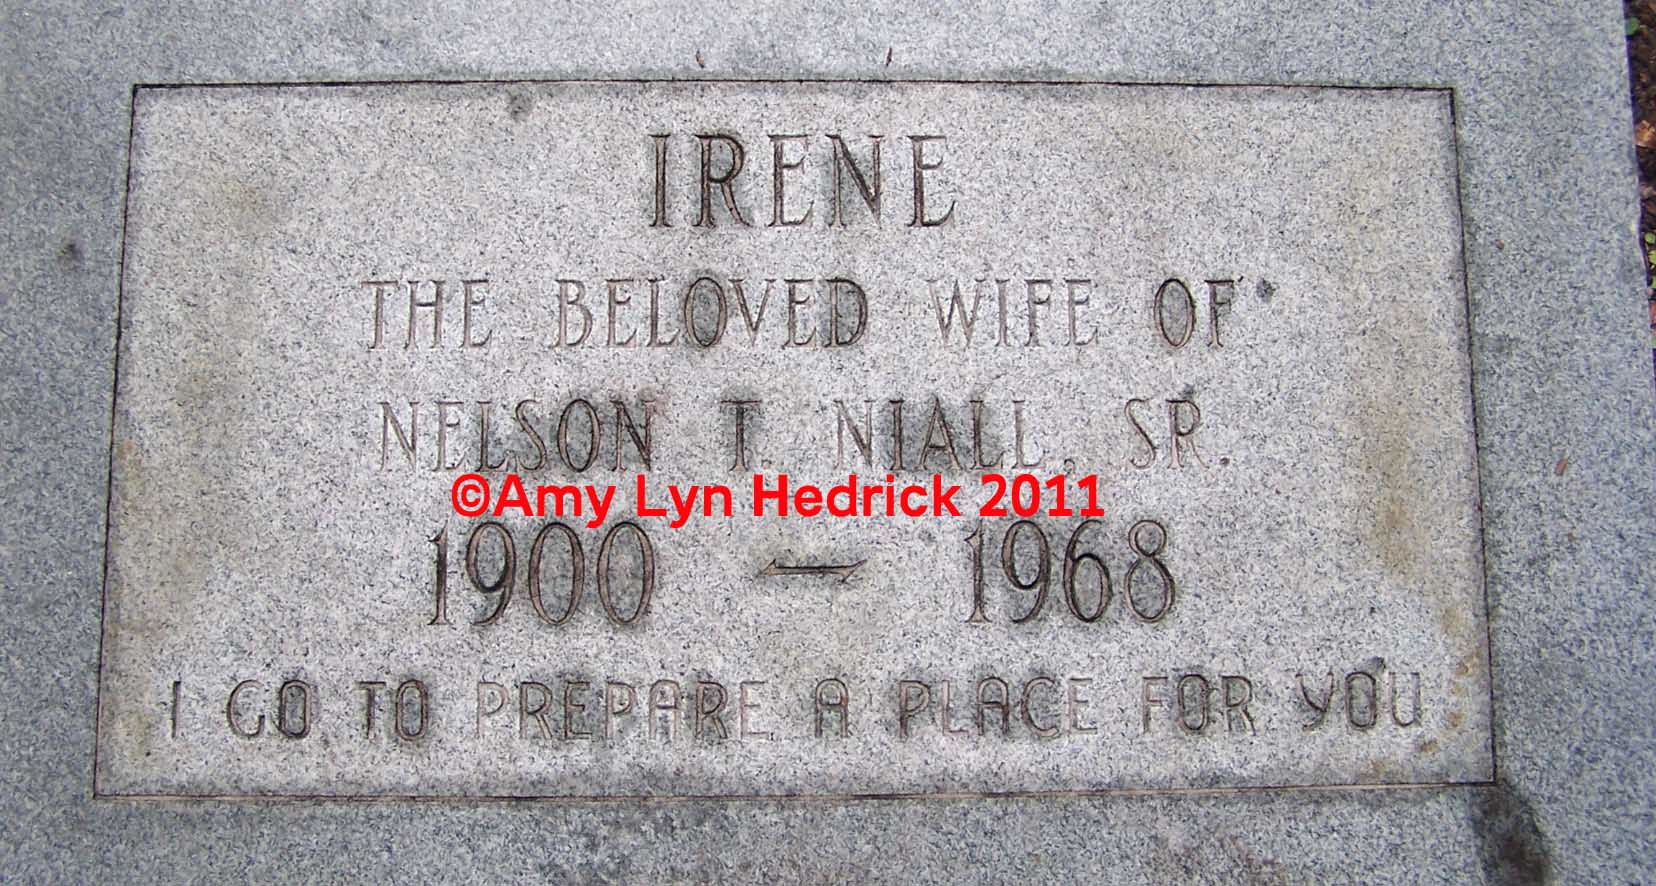 IRENE
THE BELOVED WIFE OF
NELSON T. NIALL, SR.
©Amy Lyn Hedrick 2011
1900 – 1968
I GO TO PREPARE A PLACE FOR YOU